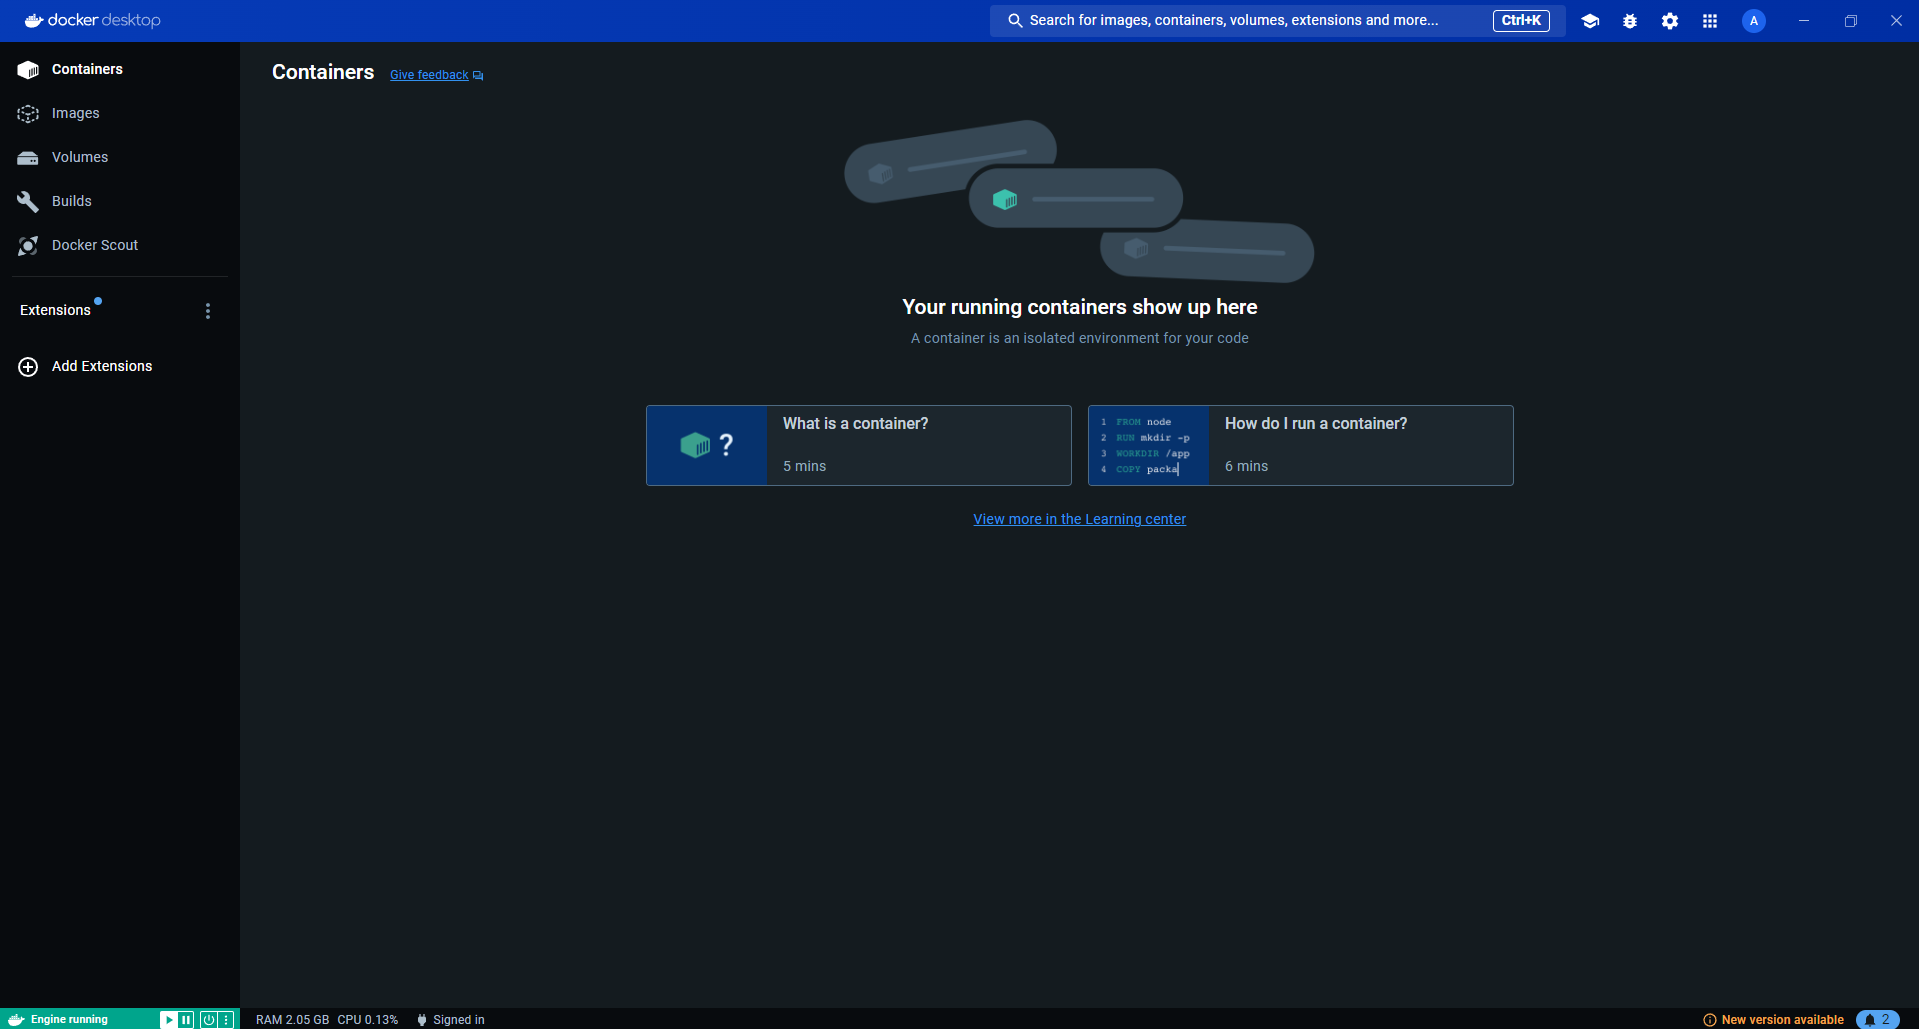 docker desktop
Search for images, containers, volumes, extensions and more...
Ctrl+K
A
Containers
Images
Volumes
Builds
Docker Scout
Extensions
Add Extensions
Containers
Give feedback
Your running containers show up here
A container is an isolated environment for your code
?
What is a container?
5 mins
1 FROM node
2 RUN mkdir -p
3 WORKDIR /app
4 COPY packa
How do I run a container?
6 mins
View more in the Learning center
Engine running
RAM 2.05 GB CPU 0.13%
Signed in
New version available
2